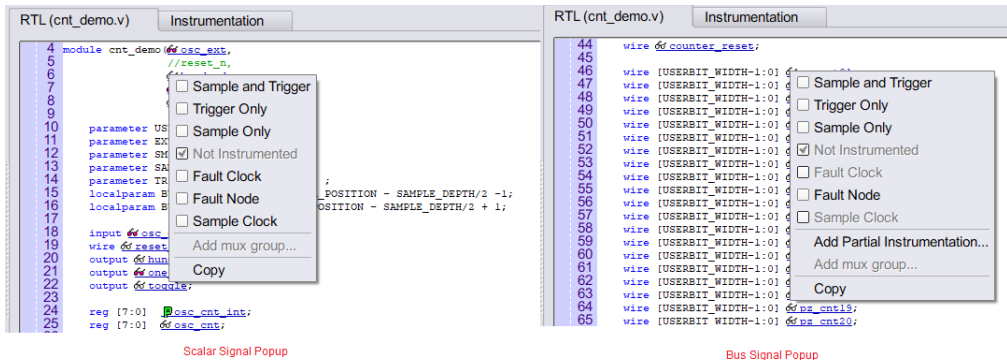 RTL (cnt_demo.v) Instrumentation
4 module cnt_demo( osc_ext,
5 //reset_n,
6
7
8
9
10 parameter US
11 parameter EX
12 parameter SM
13 parameter SA
14 parameter TR ;
15 localparam B _POSITION - SAMPLE_DEPTH/2 -1;
16 localparam B OSITION - SAMPLE_DEPTH/2 + 1;
17
18 input osc_
19 wire reset_
20 output hun
21 output one_
22 output toggle;
23
24 reg [7:0] osc_cnt_int;
25 reg [7:0] osc_cnt;
Sample and Trigger
Trigger Only
Sample Only
Not Instrumented
Fault Clock
Fault Node
Sample Clock
Add mux group...
Copy
Scalar Signal Popup
RTL (cnt_demo.v) Instrumentation
44 wire counter_reset;
45
46 wire [USERBIT_WIDTH-1:0]
47 wire [USERBIT_WIDTH-1:0]
48 wire [USERBIT_WIDTH-1:0]
49 wire [USERBIT_WIDTH-1:0]
50 wire [USERBIT_WIDTH-1:0]
51 wire [USERBIT_WIDTH-1:0]
52 wire [USERBIT_WIDTH-1:0]
53 wire [USERBIT_WIDTH-1:0]
54 wire [USERBIT_WIDTH-1:0]
55 wire [USERBIT_WIDTH-1:0]
56 wire [USERBIT_WIDTH-1:0]
57 wire [USERBIT_WIDTH-1:0]
58 wire [USERBIT_WIDTH-1:0]
59 wire [USERBIT_WIDTH-1:0]
60 wire [USERBIT_WIDTH-1:0]
61 wire [USERBIT_WIDTH-1:0]
62 wire [USERBIT_WIDTH-1:0]
63 wire [USERBIT_WIDTH-1:0]
64 wire [USERBIT_WIDTH-1:0] pz_cnt19;
65 wire [USERBIT_WIDTH-1:0] pz_cnt20;
Sample and Trigger
Trigger Only
Sample Only
Not Instrumented
Fault Clock
Fault Node
Sample Clock
Add Partial Instrumentation...
Add mux group...
Copy
Bus Signal Popup